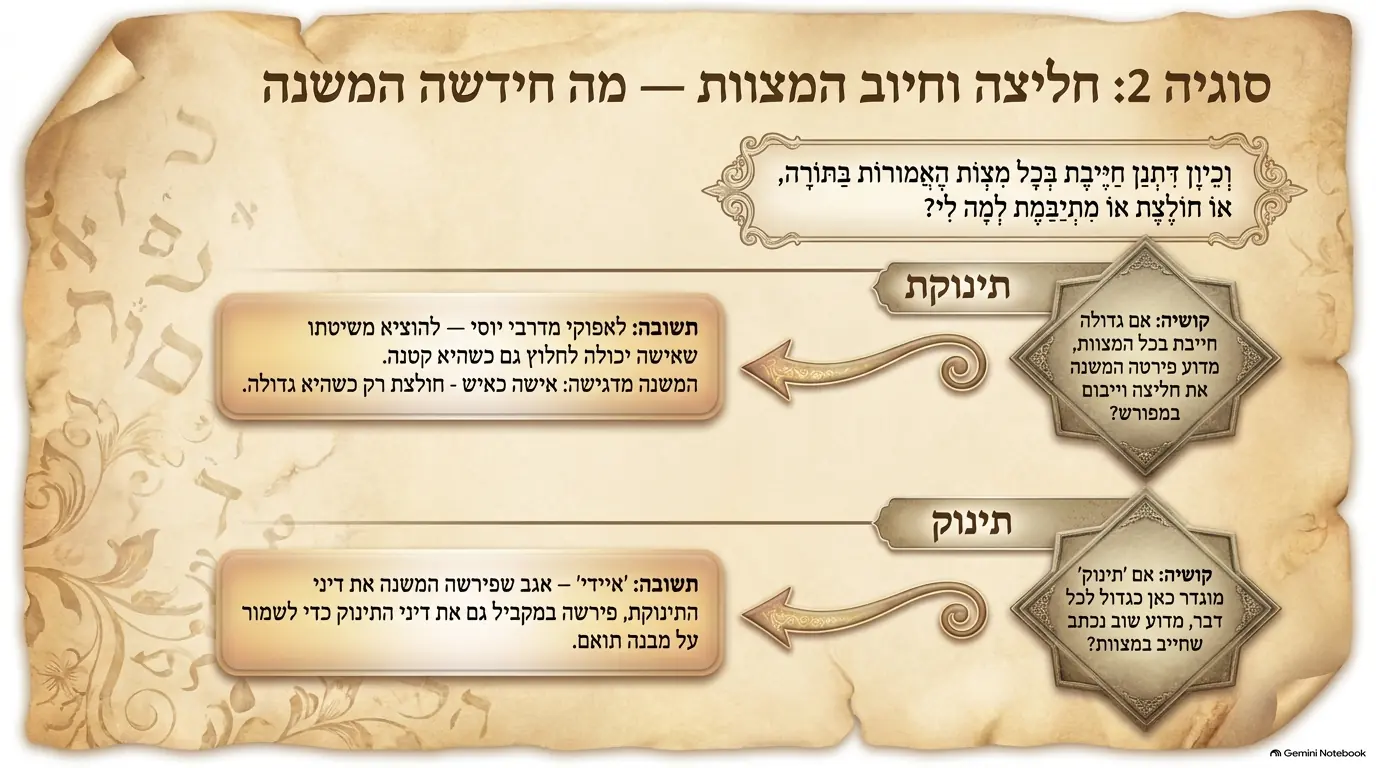 סוגיה 2: חליצה וחיוב המצוות — מה חידשה המשנה
וְכֵיוָן דִּתְנַן חַיֶּיבֶת בְּכָל מִצְוֹת הָאֲמוּרוֹת בַּתּוֹרָה,
אוֹ חוֹלֶצֶת אוֹ מִתְיַבַּמֶת לְמָה לִי?
תינוקת
קושיה: אם גדולה
חייבת בכל המצוות,
מדוע פירטה המשנה
את חליצה וייבום
במפורש?
תשובה: לאפוקי מדרבי יוסי — להוציא משיטתו
שאישה יכולה לחלוץ גם כשהיא קטנה.
המשנה מדגישה: אישה כאיש - חולצת רק כשהיא גדולה.
תינוק
קושיה: אם 'תינוק'
מוגדר כאן כגדול לכל
דבר, מדוע שוב נכתב
שחייב במצוות?
תשובה: 'איידי' – אגב שפירשה המשנה את דיני
התינוקת, פירשה במקביל גם את דיני התינוק כדי לשמור
על מבנה תואם.
Gemini Notebook